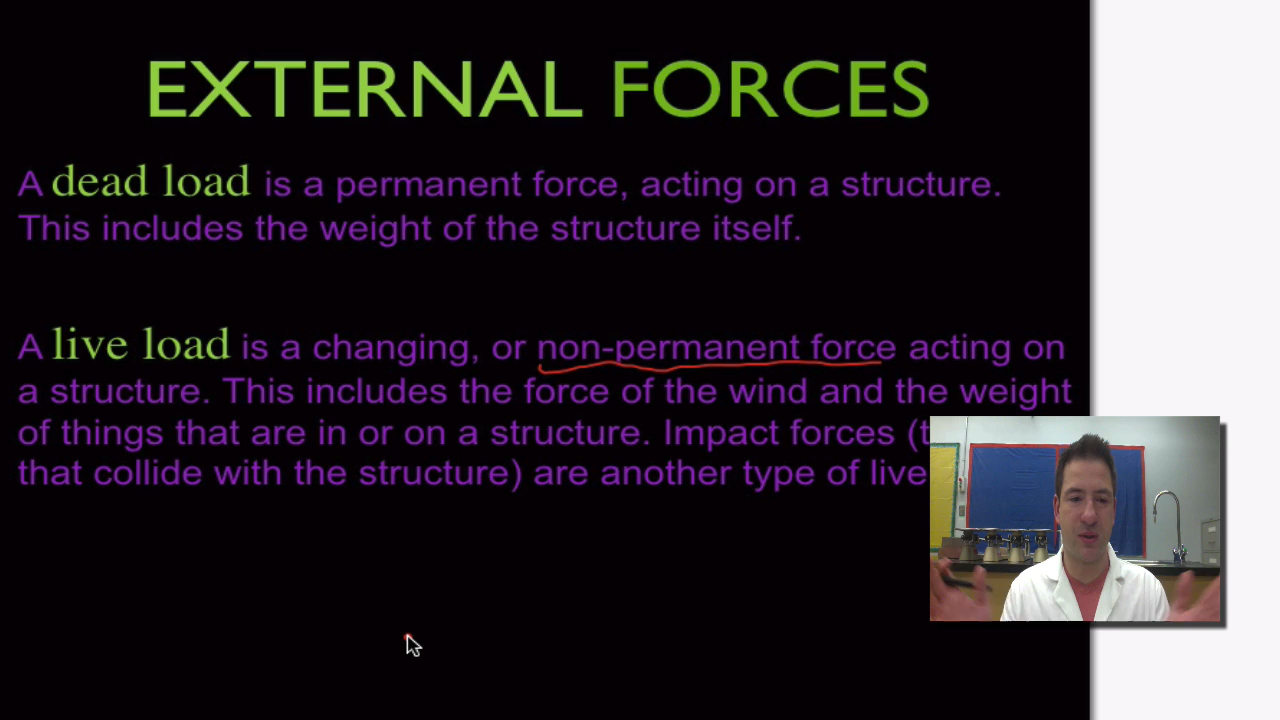 EXTERNAL FORCES
A dead load is a permanent force, acting on a structure.
This includes the weight of the structure itself.
A live load is a changing, or non-permanent force acting on
a structure. This includes the force of the wind and the weight
of things that are in or on a structure. Impact forces
that collide with the structure) are another type of live